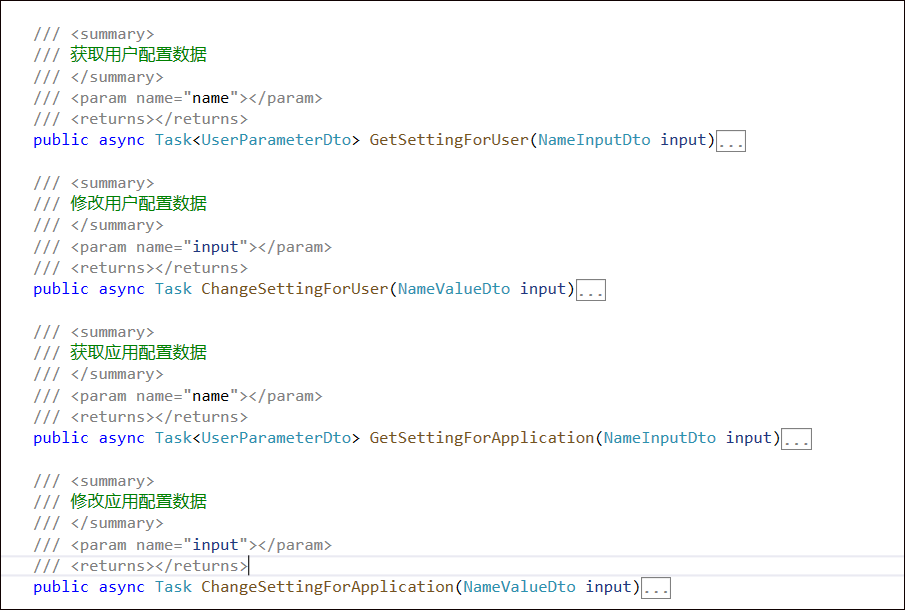 /// <summary>
/// 获取用户配置数据
/// </summary>
/// <param name="name"></param>
/// <returns></returns>
public async Task<UserParameterDto> GetSettingForUser(NameInputDto input)...
/// <summary>
/// 修改用户配置数据
/// </summary>
/// <param name="input"></param>
/// <returns></returns>
public async Task ChangeSettingForUser(NameValueDto input)...
/// <summary>
/// 获取应用配置数据
/// </summary>
/// <param name="name"></param>
/// <returns></returns>
public async Task<UserParameterDto> GetSettingForApplication(NameInputDto input)...
/// <summary>
/// 修改应用配置数据
/// </summary>
/// <param name="input"></param>
/// <returns></returns>
public async Task ChangeSettingForApplication(NameValueDto input)...